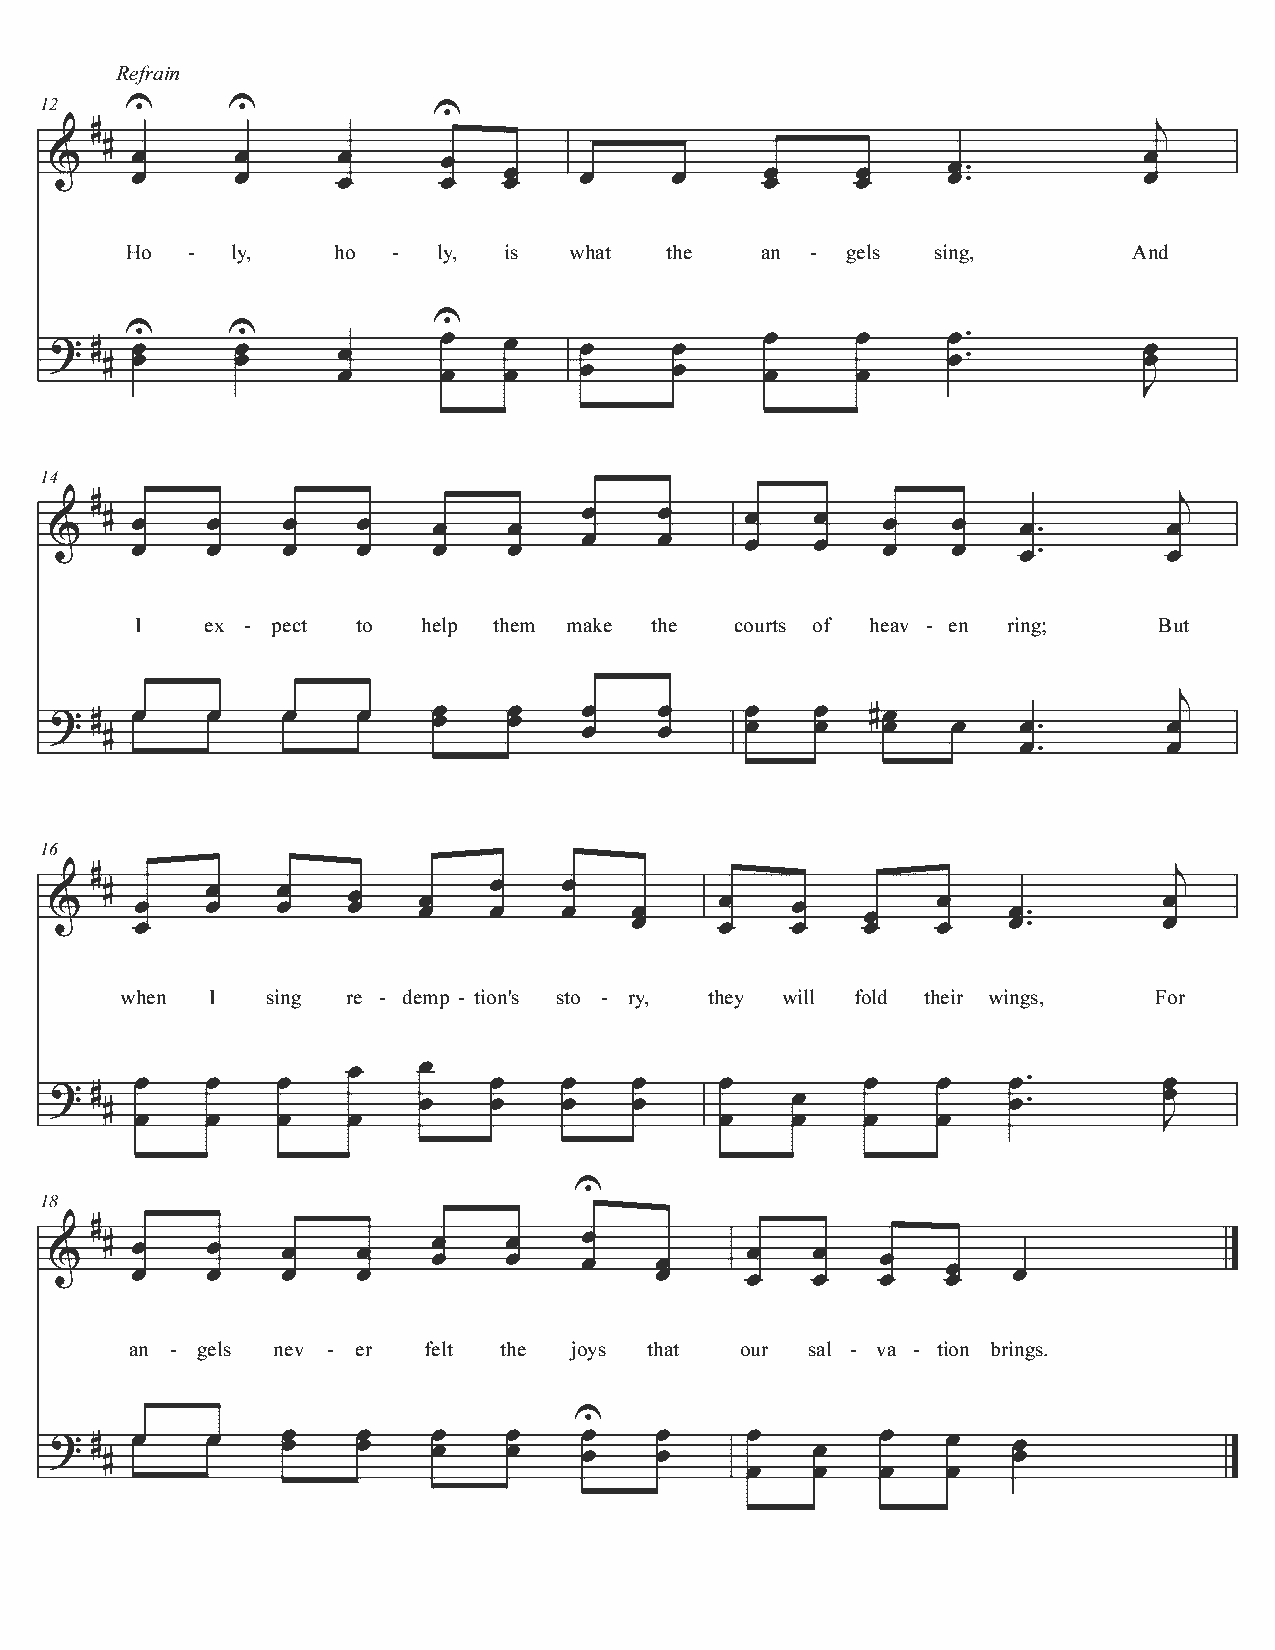 Refrain
12
Ho - ly, ho - ly, is what the an - gels sing, And
14
I ex - pect to help them make the courts of heav - en ring; But
16
when I sing re - demp - tion's sto - ry, they will fold their wings, For
18
an - gels nev - er felt the joys that our sal - va - tion brings.